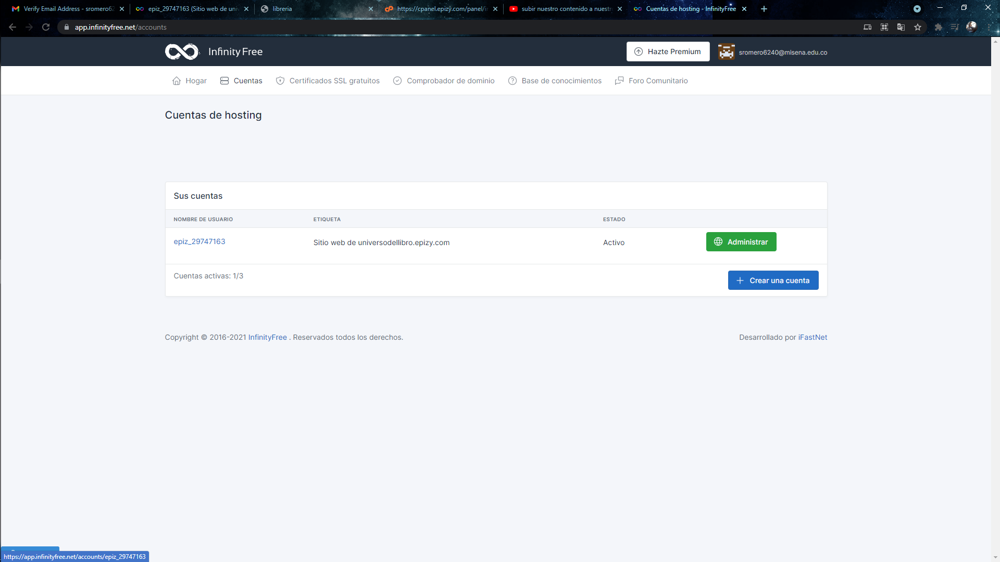 Verify Email Address - sromero62
epiz_29747163 (Sitio web de univ
libreria
https://cpanel.epizy.com/panel/in
subir nuestro contenido a nuestr
Cuentas de hosting - InfinityFree
app.infinityfree.net/accounts
Infinity Free
Hazte Premium
sromero6240@misena.edu.co
Hogar
Cuentas
Certificados SSL gratuitos
Comprobador de dominio
Base de conocimientos
Foro Comunitario
Cuentas de hosting
Sus cuentas
NOMBRE DE USUARIO ETIQUETA ESTADO
epiz_29747163 Sitio web de universodellibro.epizy.com Activo Administrar
Cuentas activas: 1/3
Crear una cuenta
Copyright © 2016-2021 InfinityFree . Reservados todos los derechos.
Desarrollado por iFastNet
https://app.infinityfree.net/accounts/epiz_29747163